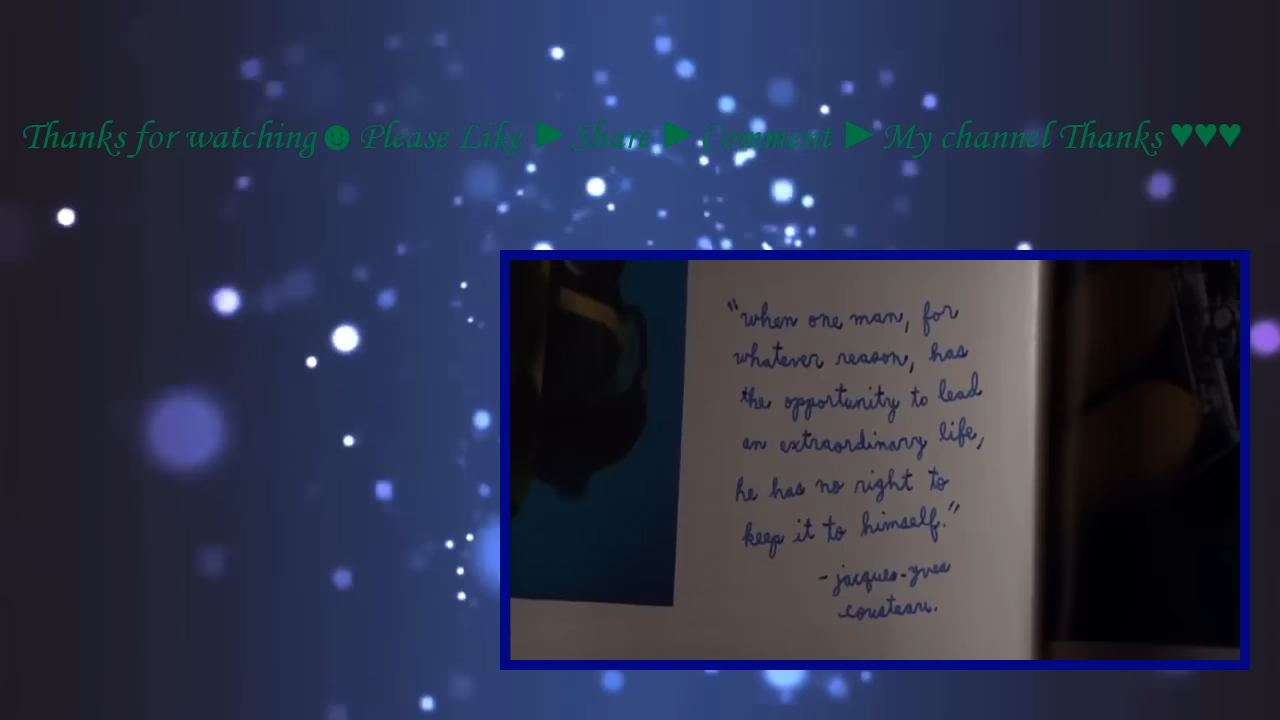 Thanks for watching☻Please Like ► Share ► Comment ► My channel Thanks♥♥♥
"when one man, for
whatever reason, has
the opportunity to lead
an extraordinary life,
he has no right to
keep it to himself."
- jacques-yves
cousteau.